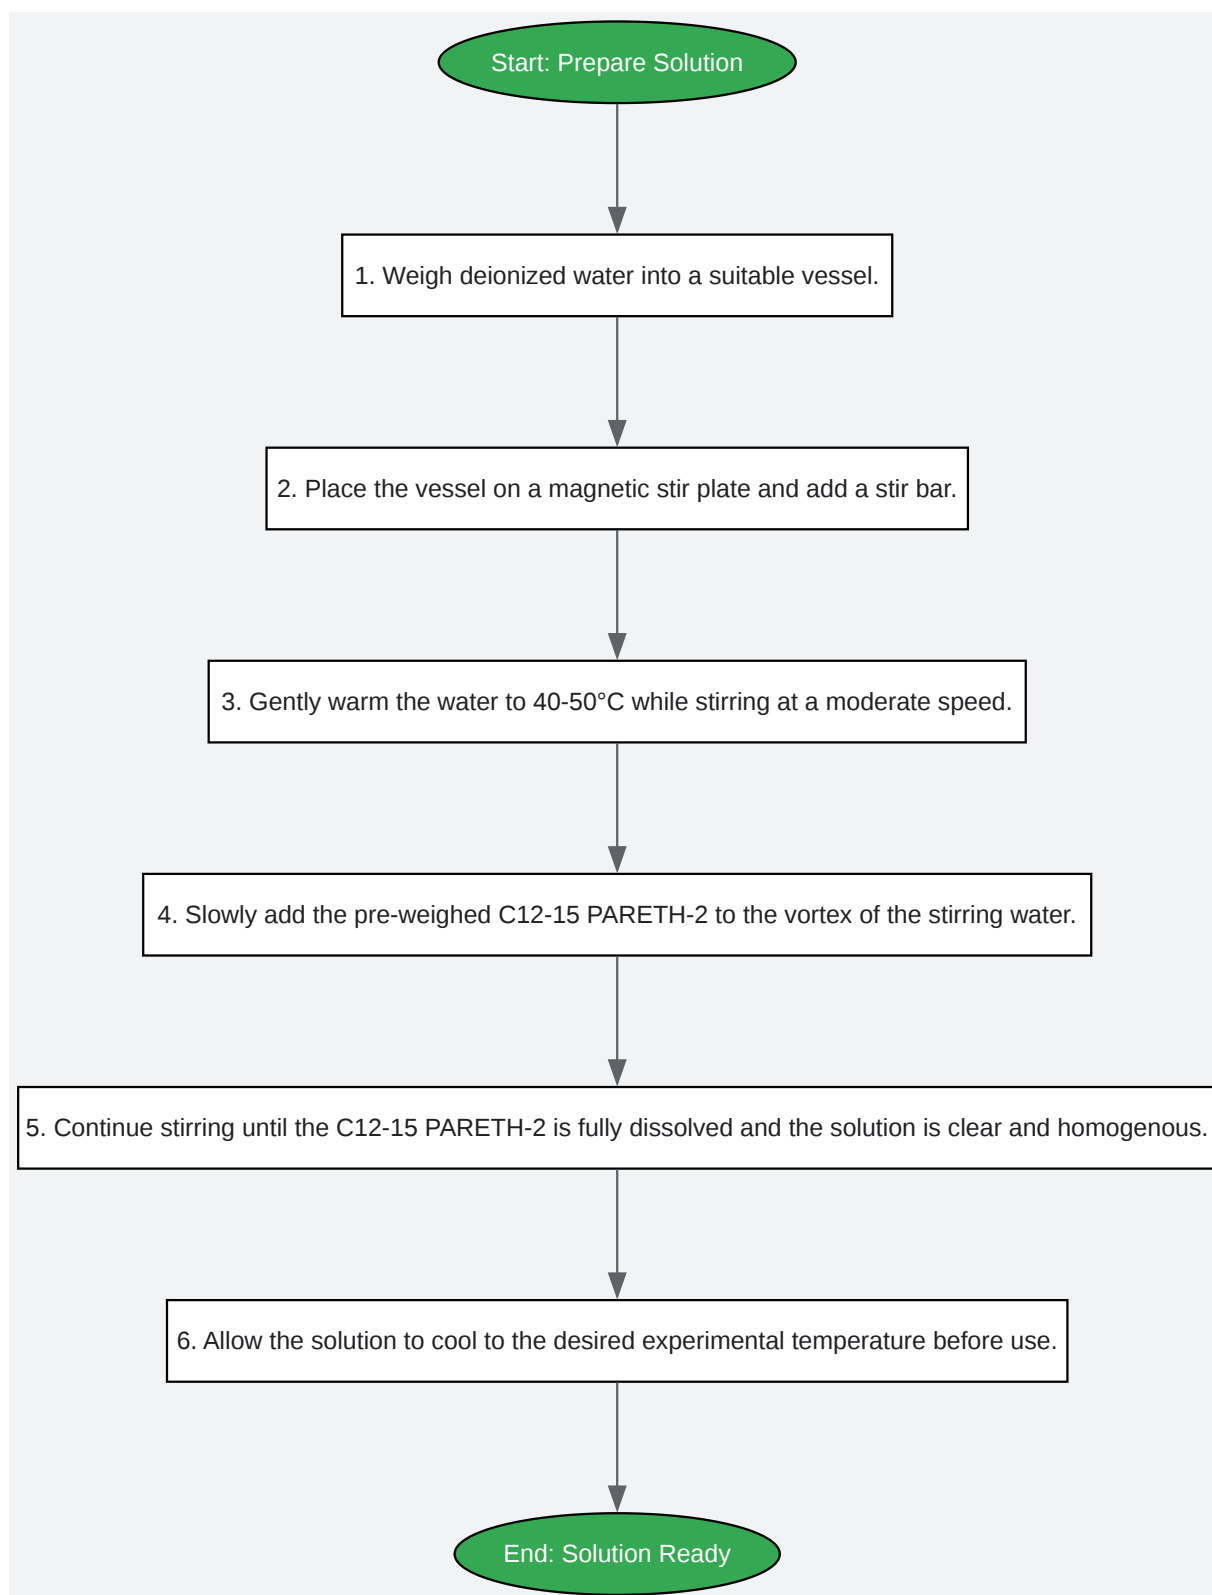 Start: Prepare Solution
1. Weigh deionized water into a suitable vessel.
2. Place the vessel on a magnetic stir plate and add a stir bar.
3. Gently warm the water to 40-50°C while stirring at a moderate speed.
4. Slowly add the pre-weighed C12-15 PARETH-2 to the vortex of the stirring water.
5. Continue stirring until the C12-15 PARETH-2 is fully dissolved and the solution is clear and homogenous.
6. Allow the solution to cool to the desired experimental temperature before use.
End: Solution Ready